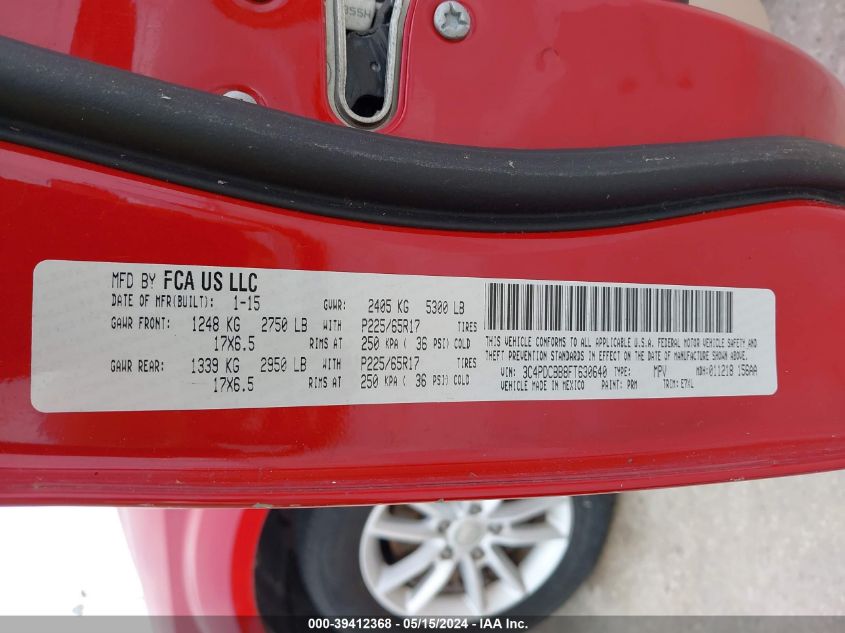 MFD BY FCA US LLC
DATE OF MFR(BUILT): 1-15 GVWR: 2405 KG 5300 LB
GAWR FRONT: 1248 KG 2750 LB WITH P225/65R17 TIRES
17X6.5 RIMS AT 250 KPA ( 36 PSI) COLD
GAWR REAR: 1339 KG 2950 LB WITH P225/65R17 TIRES
17X6.5 RIMS AT 250 KPA ( 36 PSI) COLD
THIS VEHICLE CONFORMS TO ALL APPLICABLE U.S.A. FEDERAL MOTOR VEHICLE SAFETY AND
THEFT PREVENTION STANDARDS IN EFFECT ON THE DATE OF MANUFACTURE SHOWN ABOVE.
VIN: 3C4PDCBB8FT630640 TYPE: MPV MDH:011218 156AA
VEHICLE MADE IN MEXICO PAINT: PRM TRIM: E7XL
000-39412368 - 05/15/2024 - IAA Inc.